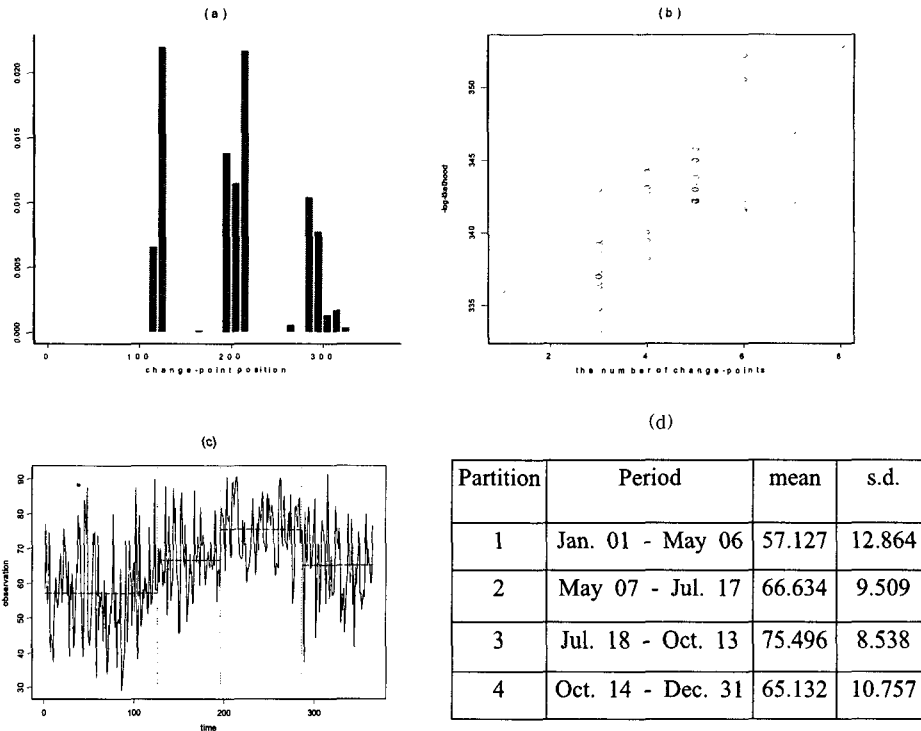 (a)
0.020
0.015
0.010
0.005
0.000
0 100 200 300
change-point position
(b)
-log-likelihood
350
345
340
335
2 4 6 8
the number of change-points
(c)
observation
90
80
70
60
50
40
30
0 100 200 300
time
(d)
Partition Period mean s.d.
1 Jan. 01 - May 06 57.127 12.864
2 May 07 - Jul. 17 66.634 9.509
3 Jul. 18 - Oct. 13 75.496 8.538
4 Oct. 14 - Dec. 31 65.132 10.757